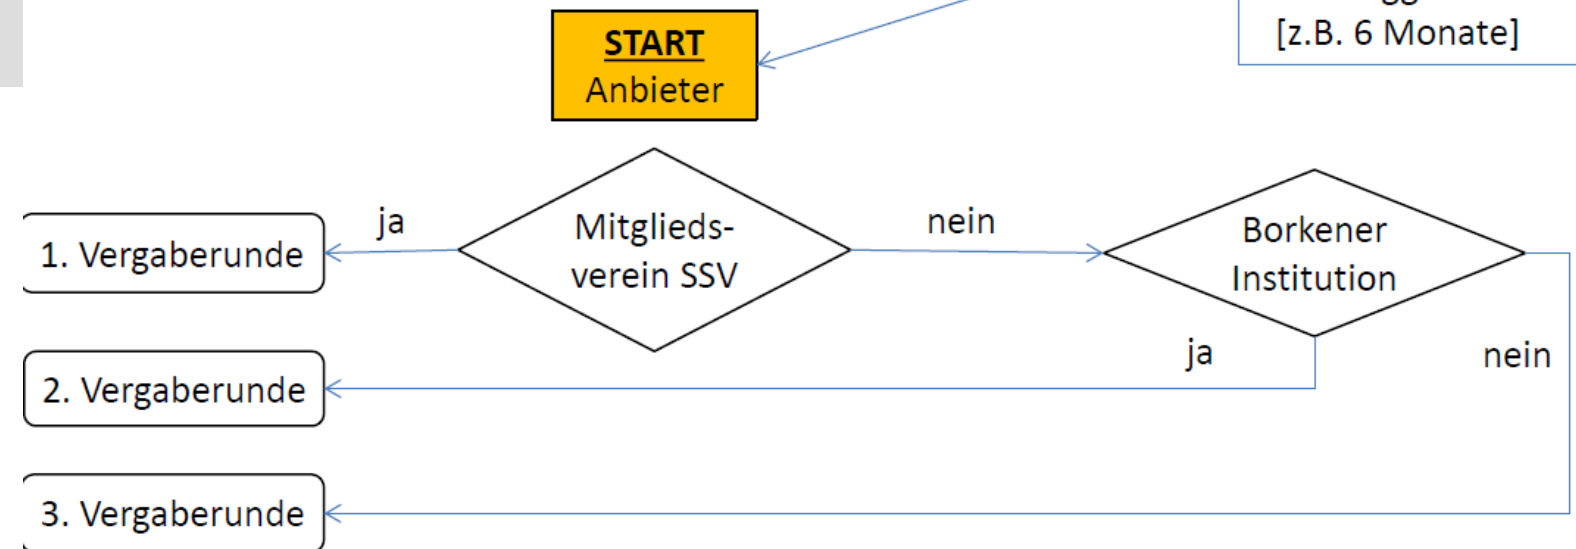 [z.B. 6 Monate]
START
Anbieter
ja
Mitglieds-
verein SSV
nein
Borkener
Institution
1. Vergaberunde
ja
nein
2. Vergaberunde
3. Vergaberunde